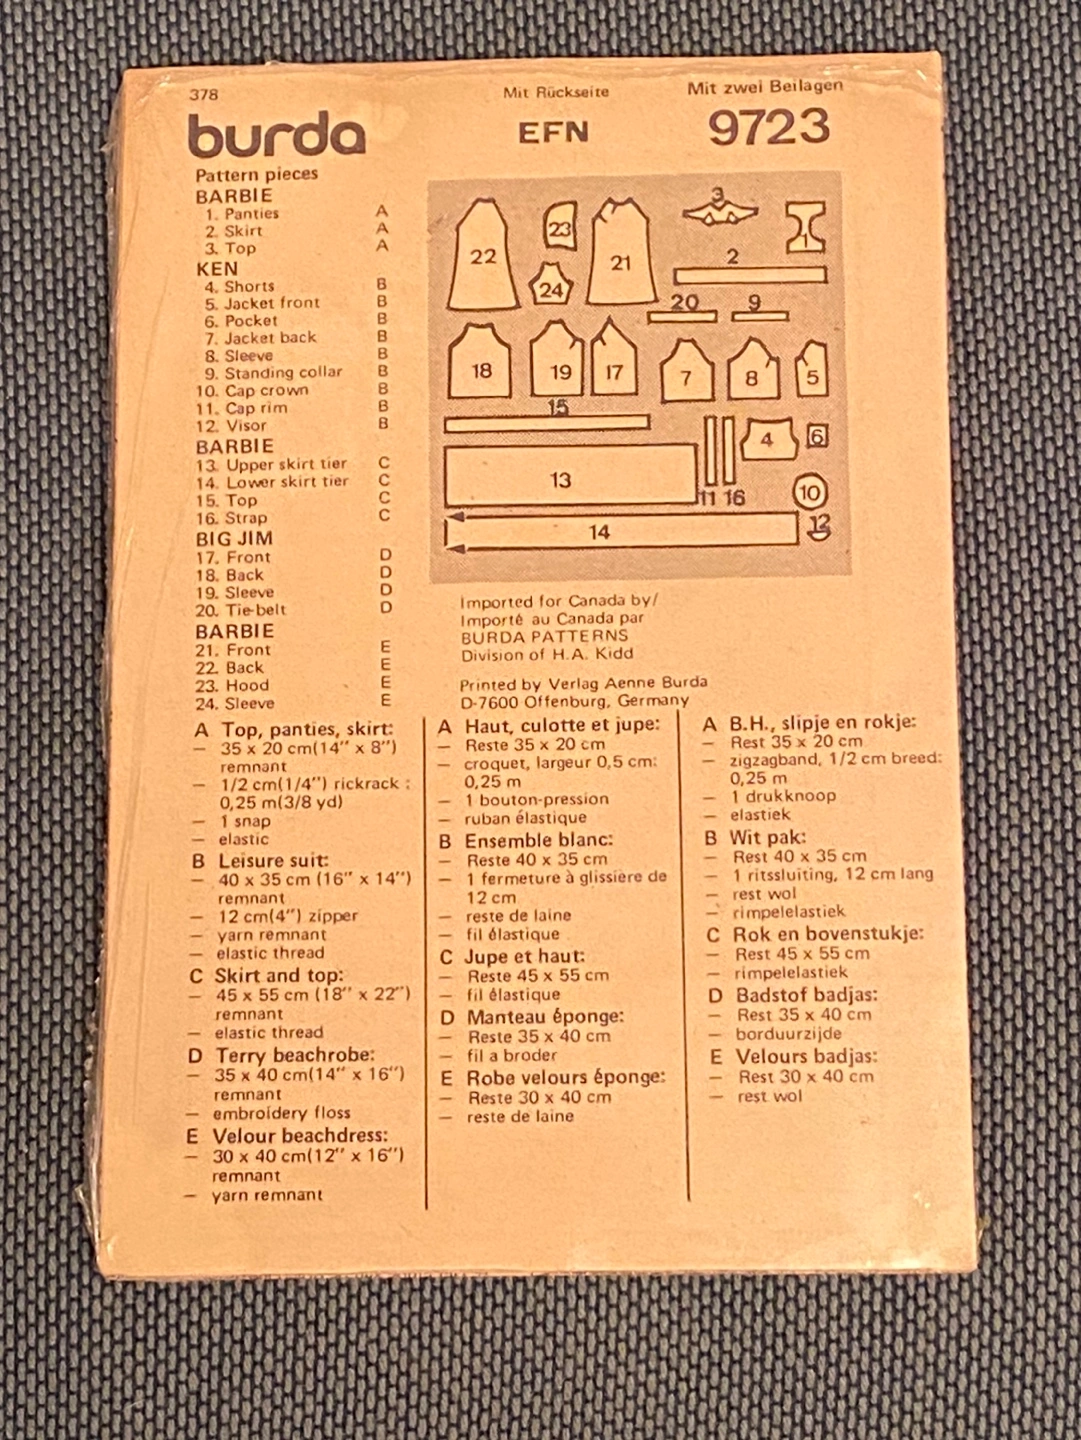 378
Mit Rückseite
Mit zwei Beilagen
burda
EFN
9723
Pattern pieces
BARBIE
1. Panties A
2. Skirt A
3. Top A
KEN
4. Shorts B
5. Jacket front B
6. Pocket B
7. Jacket back B
8. Sleeve B
9. Standing collar B
10. Cap crown B
11. Cap rim B
12. Visor B
BARBIE
13. Upper skirt tier C
14. Lower skirt tier C
15. Top C
16. Strap C
BIG JIM
17. Front D
18. Back D
19. Sleeve D
20. Tie-belt D
BARBIE
21. Front E
22. Back E
23. Hood E
24. Sleeve E
22 23 24 21 3 1
2
20 9
18 19 17 7 8 5
15
4 6
13
11 16 10
14 12
Imported for Canada by/
Importé au Canada par
BURDA PATTERNS
Division of H.A. Kidd
Printed by Verlag Aenne Burda
D-7600 Offenburg, Germany
A Top, panties, skirt:
— 35 x 20 cm(14" x 8")
remnant
— 1/2 cm(1/4") rickrack :
0,25 m(3/8 yd)
— 1 snap
— elastic
B Leisure suit:
— 40 x 35 cm (16" x 14")
remnant
— 12 cm(4") zipper
— yarn remnant
— elastic thread
C Skirt and top:
— 45 x 55 cm (18" x 22")
remnant
— elastic thread
D Terry beachrobe:
— 35 x 40 cm(14" x 16")
remnant
— embroidery floss
E Velour beachdress:
— 30 x 40 cm(12" x 16")
remnant
— yarn remnant
A Haut, culotte et jupe:
— Reste 35 x 20 cm
— croquet, largeur 0,5 cm:
0,25 m
— 1 bouton-pression
— ruban élastique
B Ensemble blanc:
— Reste 40 x 35 cm
— 1 fermeture à glissière de
12 cm
— reste de laine
— fil élastique
C Jupe et haut:
— Reste 45 x 55 cm
— fil élastique
D Manteau éponge:
— Reste 35 x 40 cm
— fil a broder
E Robe velours éponge:
— Reste 30 x 40 cm
— reste de laine
A B.H., slipje en rokje:
— Rest 35 x 20 cm
— zigzagband, 1/2 cm breed:
0,25 m
— 1 drukknoop
— elastiek
B Wit pak:
— Rest 40 x 35 cm
— 1 ritssluiting, 12 cm lang
— rest wol
— rimpelelastiek
C Rok en bovenstukje:
— Rest 45 x 55 cm
— rimpelelastiek
D Badstof badjas:
— Rest 35 x 40 cm
— borduurzijde
E Velours badjas:
— Rest 30 x 40 cm
— rest wol